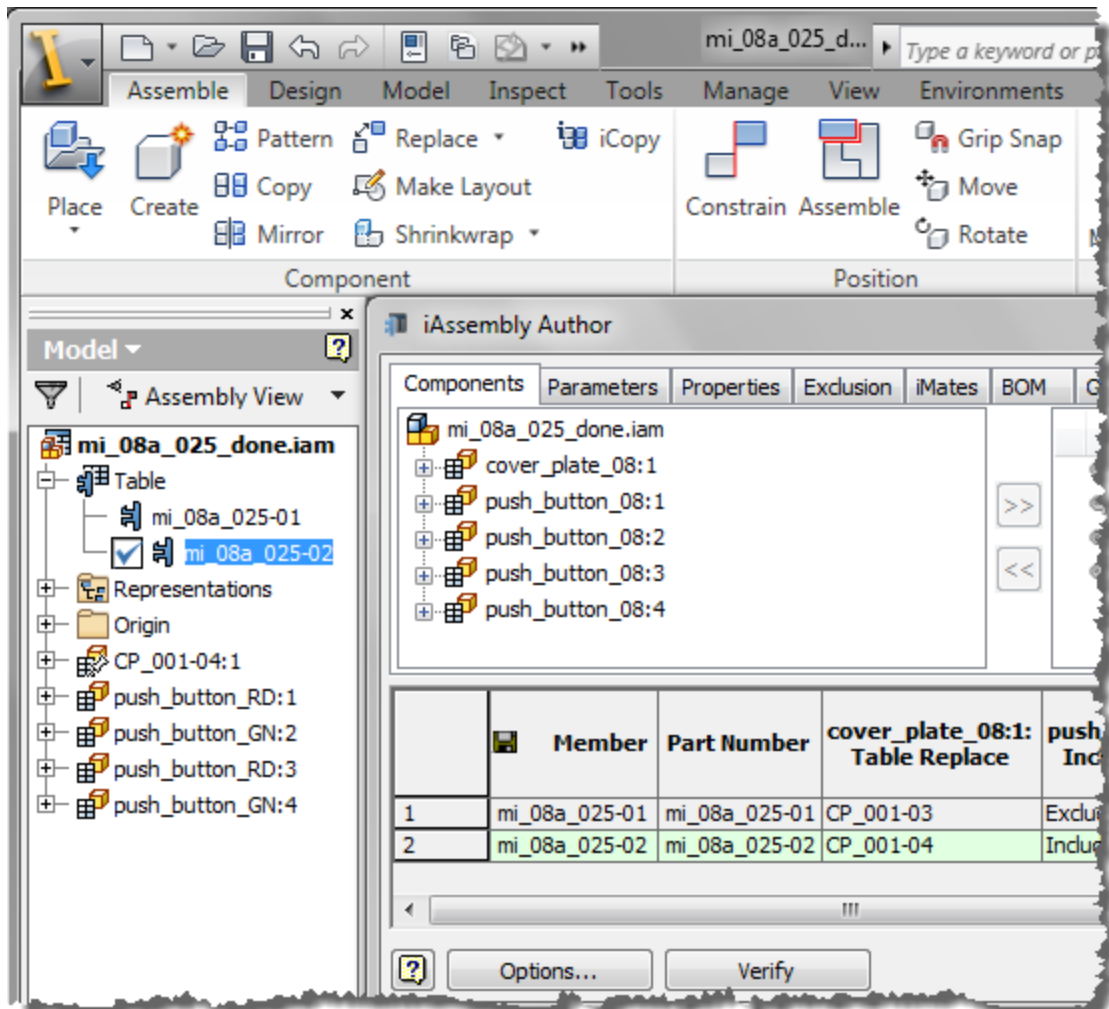 mi_08a_025_d...
Type a keyword or
Assemble Design Model Inspect Tools Manage View Environments
Pattern Replace iCopy Grip Snap
Copy Make Layout Move
Place Create Constrain Assemble
Mirror Shrinkwrap Rotate
Component Position
Model
Assembly View
mi_08a_025_done.iam
Table
mi_08a_025-01
mi_08a_025-02
Representations
Origin
CP_001-04:1
push_button_RD:1
push_button_GN:2
push_button_RD:3
push_button_GN:4
iAssembly Author
Components Parameters Properties Exclusion iMates BOM
mi_08a_025_done.iam
cover_plate_08:1
push_button_08:1
push_button_08:2
push_button_08:3
push_button_08:4
>>
<<
Member Part Number cover_plate_08:1: push
Table Replace
1 mi_08a_025-01 mi_08a_025-01 CP_001-03
2 mi_08a_025-02 mi_08a_025-02 CP_001-04
Options... Verify